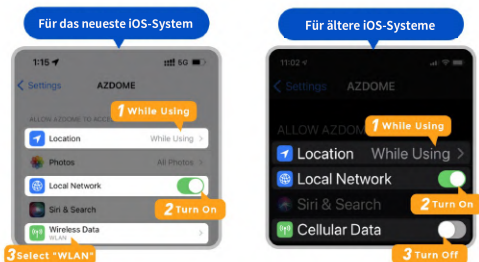 Für das neueste iOS-System
1:15
5G
Settings
AZDOME
ALLOW AZDOME TO ACCE
1 While Using
Location While Using
Photos All Photos
Local Network
2 Turn On
Siri & Search
Wireless Data
WLAN
3 Select "WLAN"
Für ältere iOS-Systeme
11:02
Settings
AZDOME
ALLOW AZDOM
1 While Using
Location While Using
Local Network
2 Turn On
Siri & Search
Cellular Data
3 Turn Off